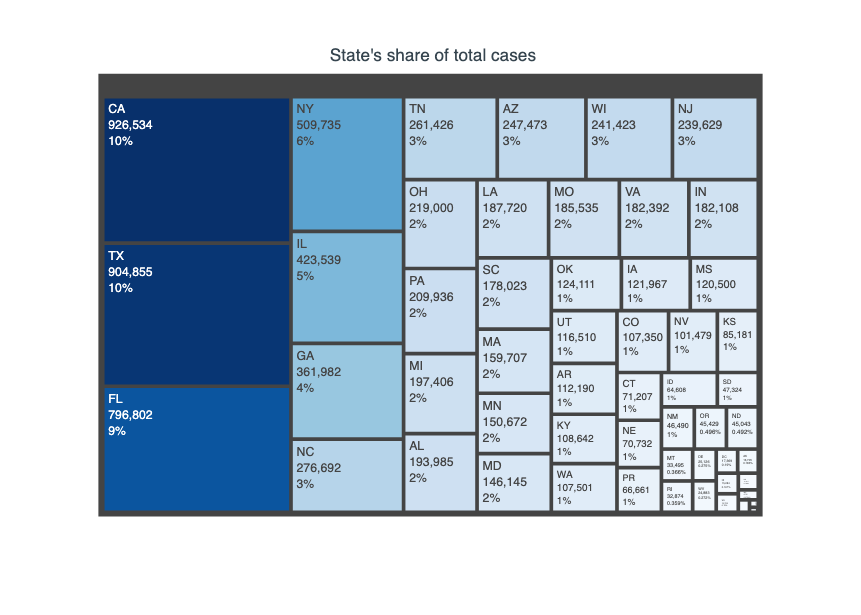 State's share of total cases
CA
926,534
10%
TX
904,855
10%
FL
796,802
9%
NY
509,735
6%
IL
423,539
5%
GA
361,982
4%
NC
276,692
3%
TN
261,426
3%
AZ
247,473
3%
WI
241,423
3%
NJ
239,629
3%
OH
219,000
2%
PA
209,936
2%
MI
197,406
2%
AL
193,985
2%
LA
187,720
2%
MO
185,535
2%
VA
182,392
2%
IN
182,108
2%
SC
178,023
2%
MA
159,707
2%
MN
150,672
2%
MD
146,145
2%
OK
124,111
1%
IA
121,967
1%
MS
120,500
1%
UT
116,510
1%
AR
112,190
1%
KY
108,642
1%
WA
107,501
1%
CO
107,350
1%
NV
101,479
1%
KS
85,181
1%
CT
71,207
1%
NE
70,732
1%
PR
66,661
1%
ID
64,608
1%
SD
47,324
1%
NM
46,490
1%
OR
45,429
0.496%
ND
45,043
0.492%
MT
33,495
0.366%
RI
32,874
0.359%